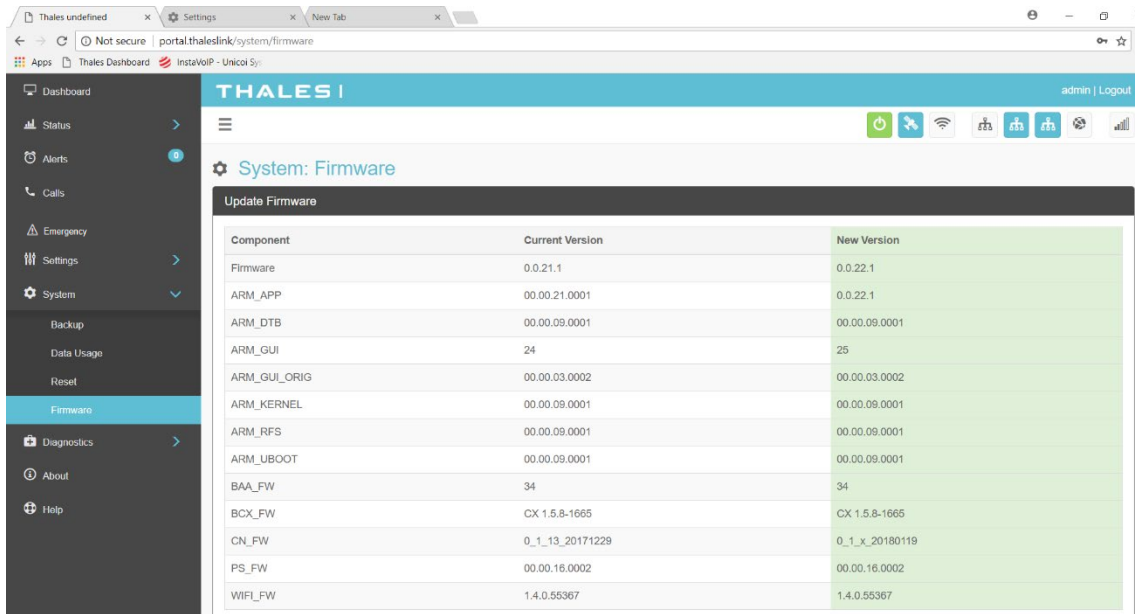 Thales undefined
Settings
New Tab
Not secure | portal.thaleslink/system/firmware
Apps Thales Dashboard InstaVoIP - Unicoi Sy
Dashboard
Status
Alerts 0
Calls
Emergency
Settings
System
Backup
Data Usage
Reset
Firmware
Diagnostics
About
Help
THALES
admin | Logout
System: Firmware
Update Firmware
Component Current Version New Version
Firmware 0.0.21.1 0.0.22.1
ARM_APP 00.00.21.0001 0.0.22.1
ARM_DTB 00.00.09.0001 00.00.09.0001
ARM_GUI 24 25
ARM_GUI_ORIG 00.00.03.0002 00.00.03.0002
ARM_KERNEL 00.00.09.0001 00.00.09.0001
ARM_RFS 00.00.09.0001 00.00.09.0001
ARM_UBOOT 00.00.09.0001 00.00.09.0001
BAA_FW 34 34
BCX_FW CX 1.5.8-1665 CX 1.5.8-1665
CN_FW 0_1_13_20171229 0_1_x_20180119
PS_FW 00.00.16.0002 00.00.16.0002
WIFI_FW 1.4.0.55367 1.4.0.55367